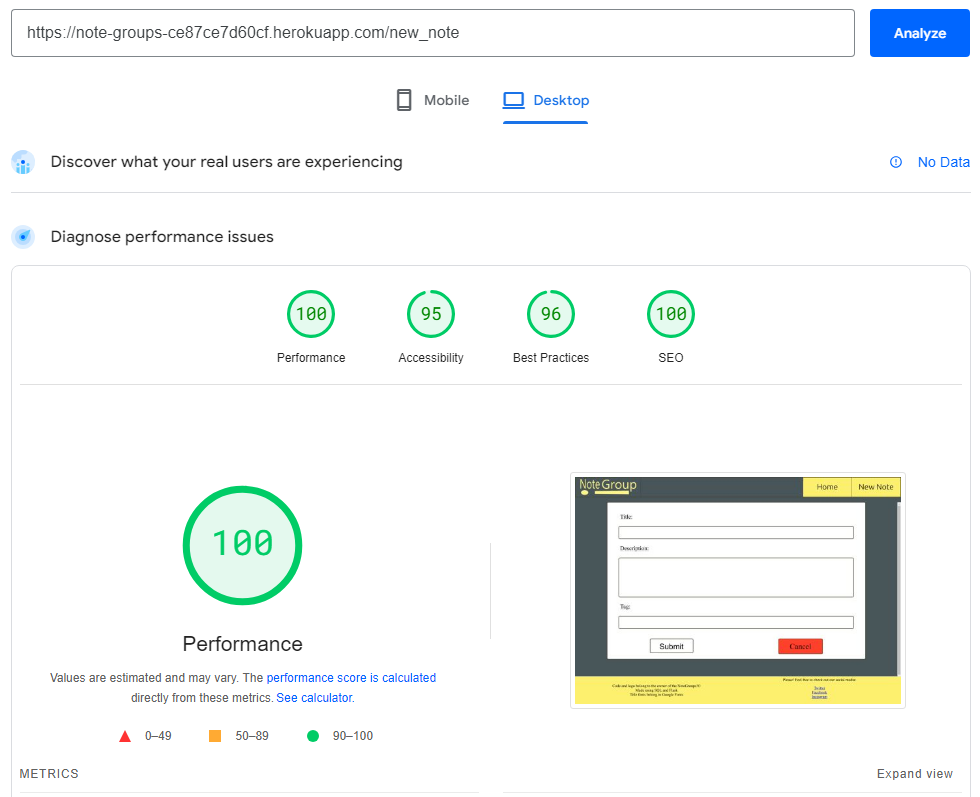 https://note-groups-ce87ce7d60cf.herokuapp.com/new_note
Analyze
Mobile
Desktop
Discover what your real users are experiencing
No Data
Diagnose performance issues
100
95
96
100
Performance
Accessibility
Best Practices
SEO
100
Performance
Values are estimated and may vary. The performance score is calculated
directly from these metrics. See calculator.
0–49
50–89
90–100
NoteGroup
Home
New Note
Title:
Description:
Tag:
Submit
Cancel
Twitter
Facebook
Instagram
METRICS
Expand view